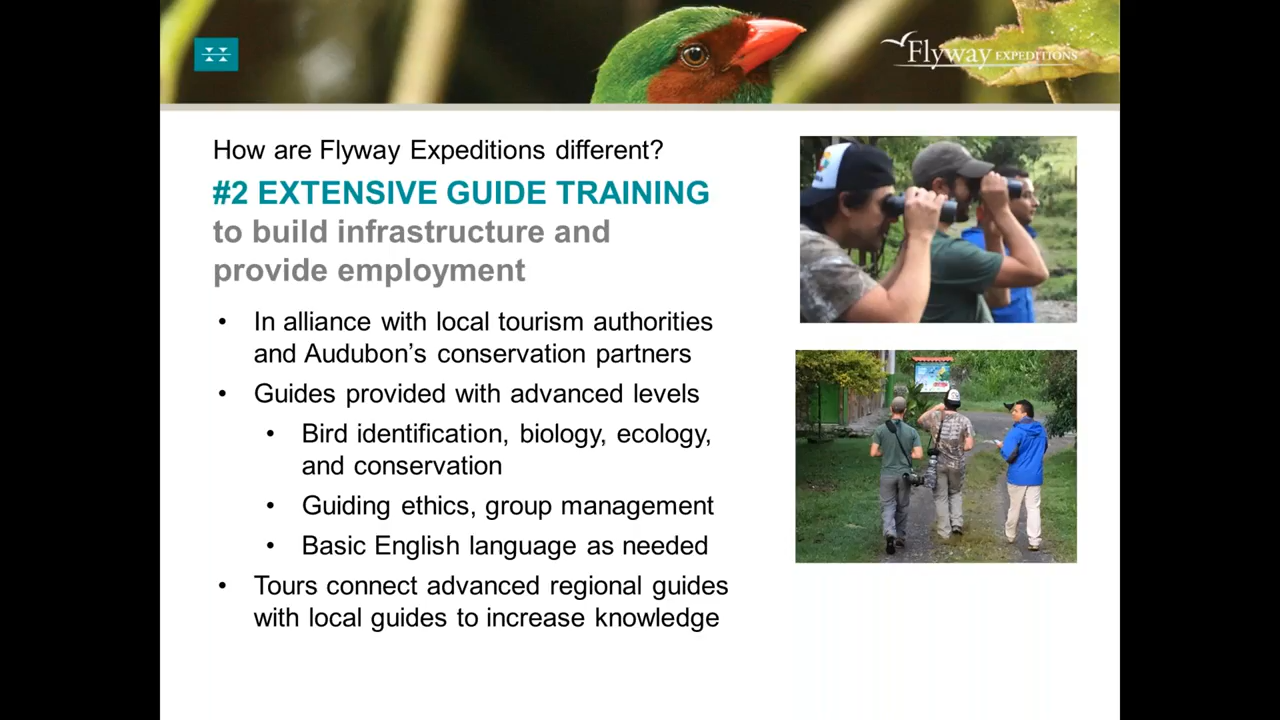 Flyway EXPEDITIONS
How are Flyway Expeditions different?
#2 EXTENSIVE GUIDE TRAINING
to build infrastructure and
provide employment
• In alliance with local tourism authorities
and Audubon’s conservation partners
• Guides provided with advanced levels
• Bird identification, biology, ecology,
and conservation
• Guiding ethics, group management
• Basic English language as needed
• Tours connect advanced regional guides
with local guides to increase knowledge